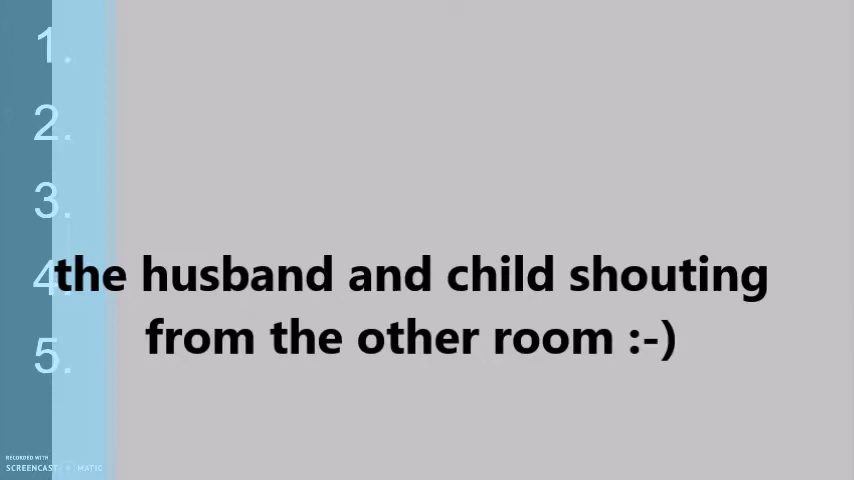 1.
2.
3.
4.
the husband and child shouting
from the other room :-)
5.
RECORDED WITH
SCREENCAST MATIC